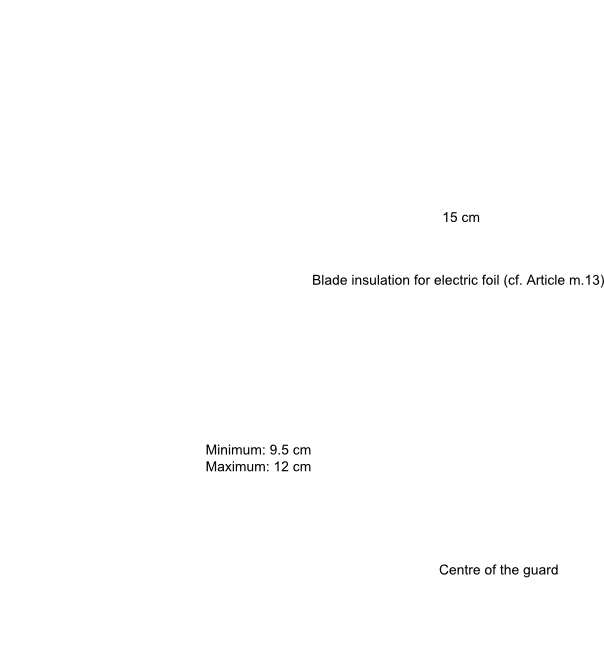 15 cm
Blade insulation for electric foil (cf. Article m.13)
Minimum: 9.5 cm
Maximum: 12 cm
Centre of the guard